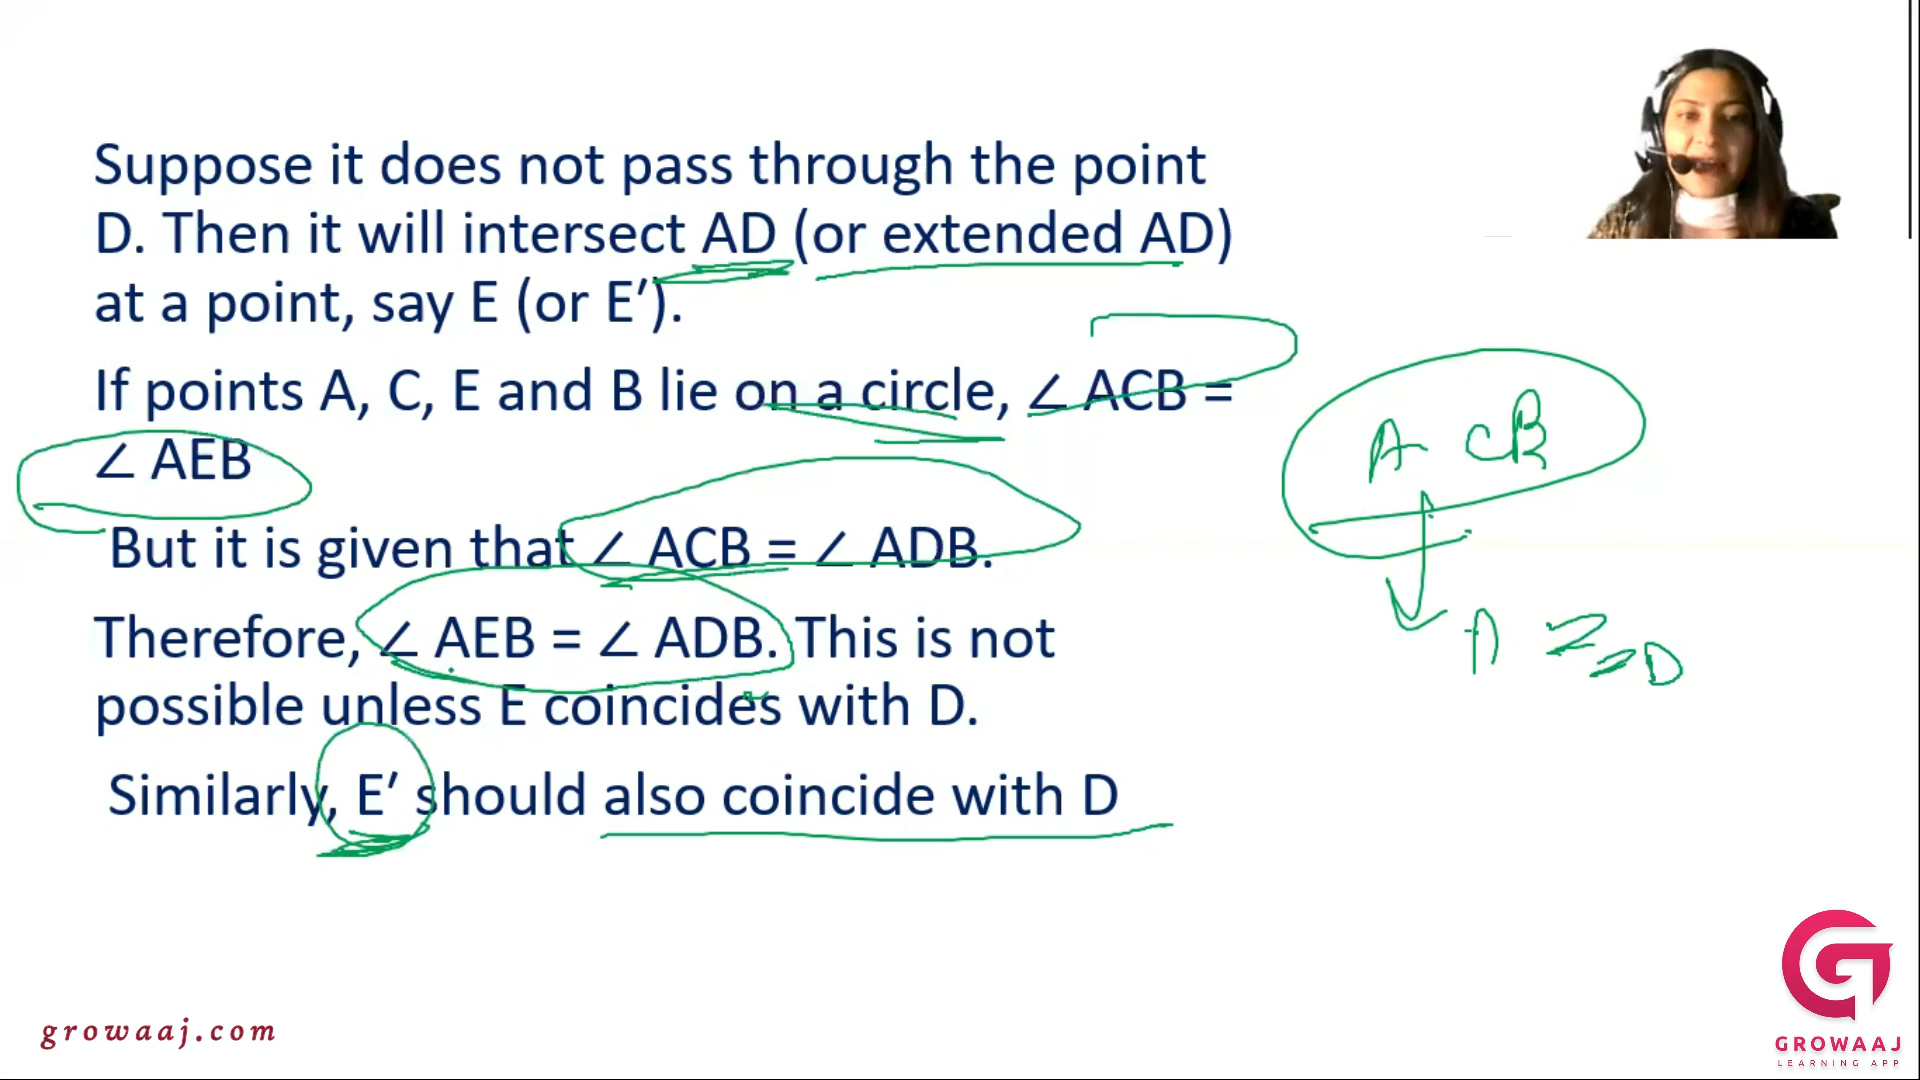 Suppose it does not pass through the point
D. Then it will intersect AD (or extended AD)
at a point, say E (or E′).
If points A, C, E and B lie on a circle, ∠ ACB =
∠ AEB
But it is given that ∠ ACB = ∠ ADB.
Therefore, ∠ AEB = ∠ ADB. This is not
possible unless E coincides with D.
Similarly, E′ should also coincide with D
A CB
D
growaaj.com
GROWAAJ
LEARNING APP